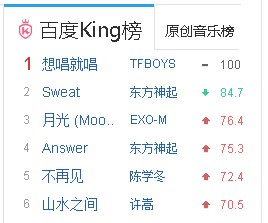 百度King榜 原创音乐榜
1 想唱就唱 TFBOYS 100
2 Sweat 东方神起 84.7
3 月光 (Moo.. EXO-M 76.4
4 Answer 东方神起 75.3
5 不再见 陈学冬 72.4
6 山水之间 许嵩 70.5